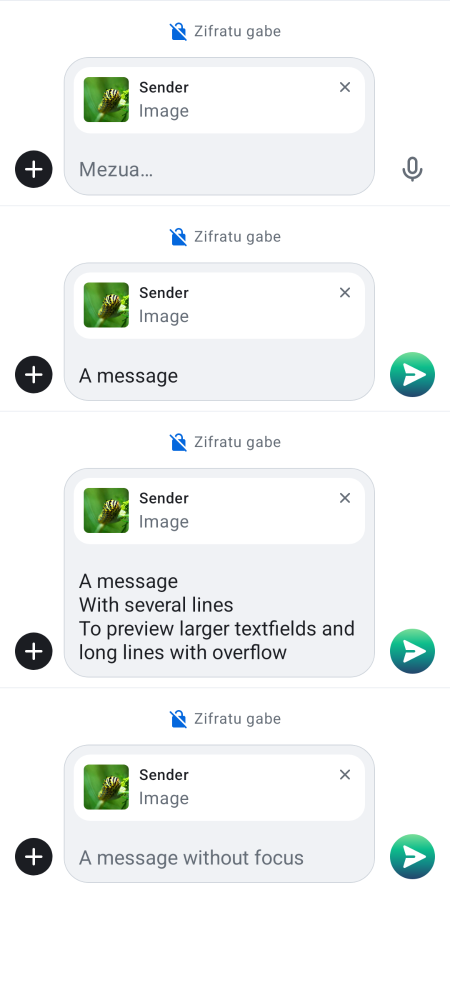 Zifratu gabe
Sender
Image
Mezua…
Zifratu gabe
Sender
Image
A message
Zifratu gabe
Sender
Image
A message
With several lines
To preview larger textfields and
long lines with overflow
Zifratu gabe
Sender
Image
A message without focus